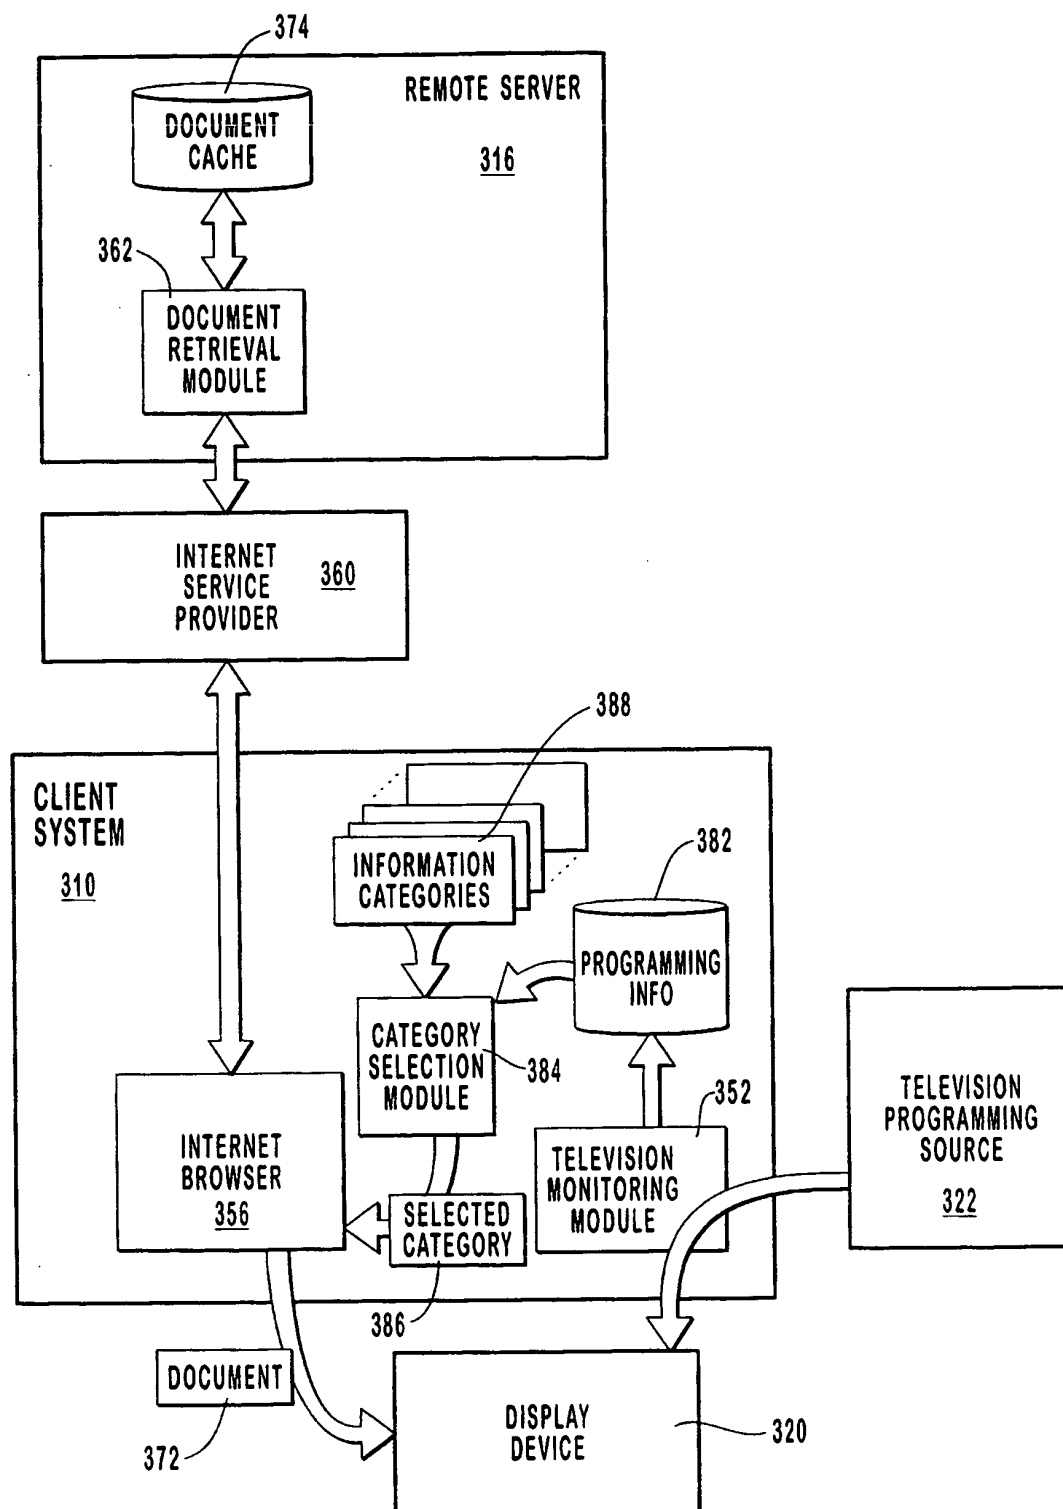 374
REMOTE SERVER
316
DOCUMENT
CACHE
362
DOCUMENT
RETRIEVAL
MODULE
INTERNET
SERVICE
PROVIDER
360
388
CLIENT
SYSTEM
310
INFORMATION
CATEGORIES
382
PROGRAMMING
INFO
CATEGORY
SELECTION
MODULE
384
352
TELEVISION
PROGRAMMING
SOURCE
322
INTERNET
BROWSER
356
TELEVISION
MONITORING
MODULE
SELECTED
CATEGORY
386
DOCUMENT
372
DISPLAY
DEVICE
320